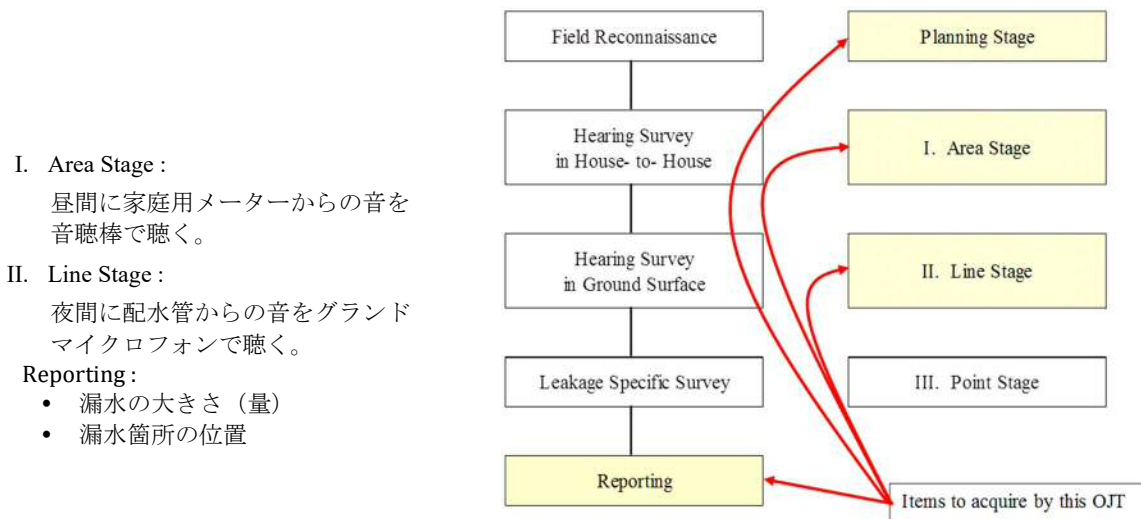 I. Area Stage :
昼間に家庭用メーターからの音を
音聴棒で聴く。
II. Line Stage :
夜間に配水管からの音をグランド
マイクロフォンで聴く。
Reporting :
• 漏水の大きさ（量）
• 漏水箇所の位置
Field Reconnaissance
Planning Stage
Hearing Survey
in House- to- House
I. Area Stage
Hearing Survey
in Ground Surface
II. Line Stage
Leakage Specific Survey
III. Point Stage
Reporting
Items to acquire by this OJT